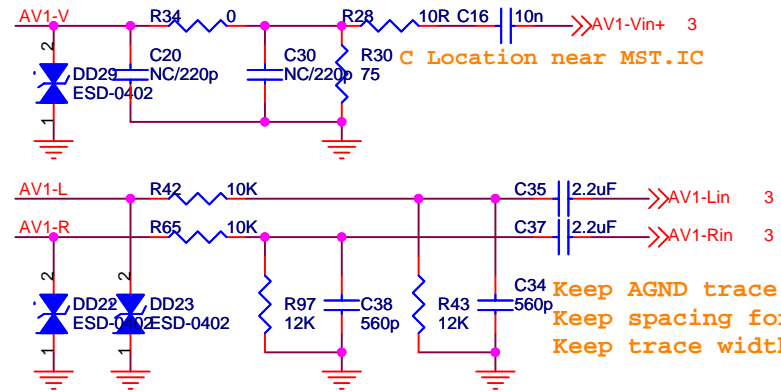 AV1-V R34 0 R28 10R C16 10n AV1-Vin+ 3
2 C20 C30 R30 C Location near MST.IC
DD29 NC/220p NC/220p 75
ESD-0402
1
AV1-L R42 10K C35 2.2uF AV1-Lin 3
AV1-R R65 10K C37 2.2uF AV1-Rin 3
2 2
DD22 DD23 R97 C38 R43 C34
ESD-0402 ESD-0402 12K 560p 12K 560p
1 1
Keep AGND trace
Keep spacing
Keep trace